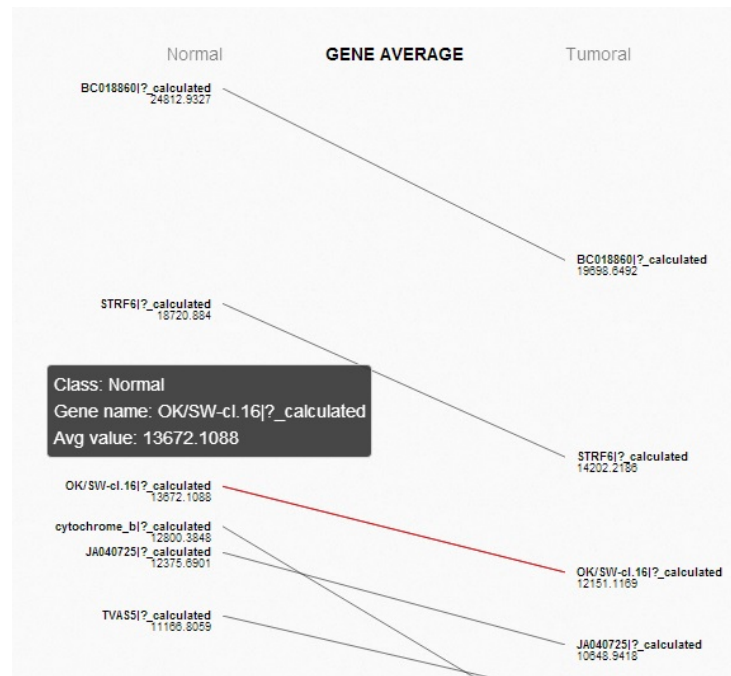 Normal GENE AVERAGE Tumoral
BC018860|?_calculated
24812.9327
BC018860|?_calculated
19698.6492
STRF6|?_calculated
18720.884
Class: Normal
Gene name: OK/SW-cl.16|?_calculated
Avg value: 13672.1088
STRF6|?_calculated
14202.2186
OK/SW-cl.16|?_calculated
13672.1088
cytochrome_b|?_calculated
12800.3848
JA040725|?_calculated
12375.6901
OK/SW-cl.16|?_calculated
12151.1169
TVAS5|?_calculated
11166.8059
JA040725|?_calculated
10648.9418